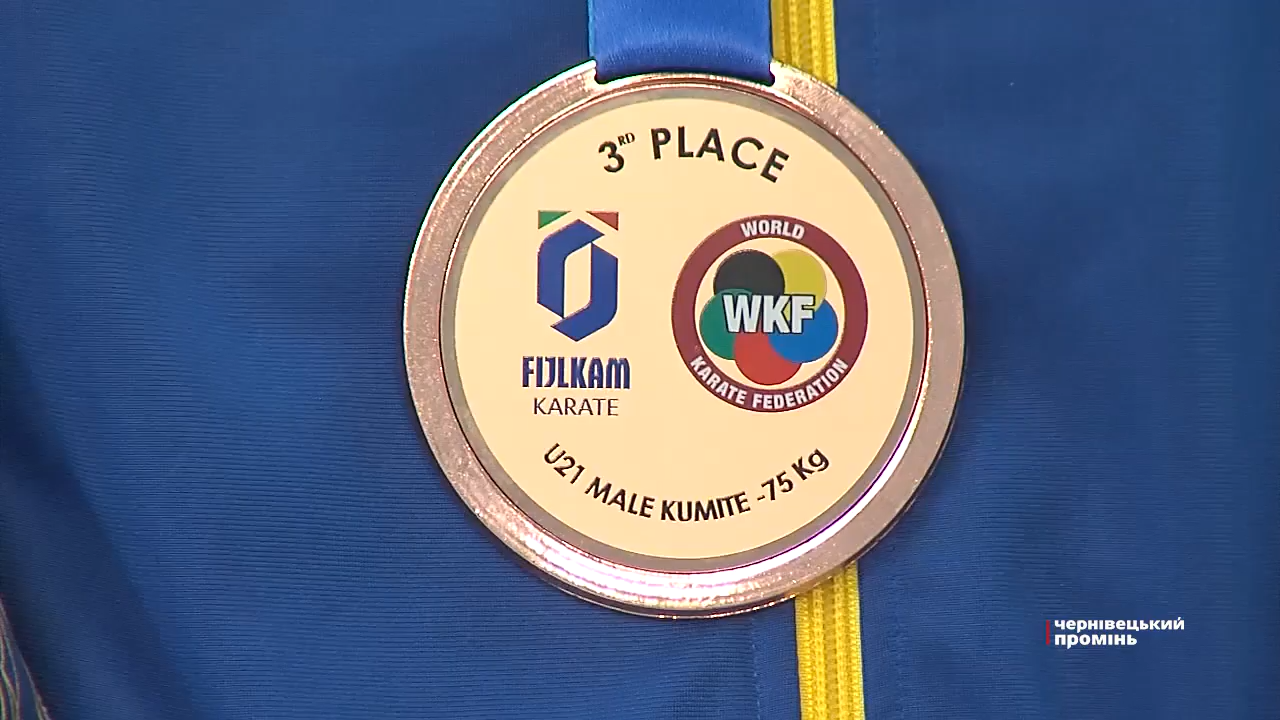 3RD PLACE
FIJLKAM
KARATE
WORLD
WKF
KARATE FEDERATION
U21 MALE KUMITE -75 Kg
чернівецький
промінь